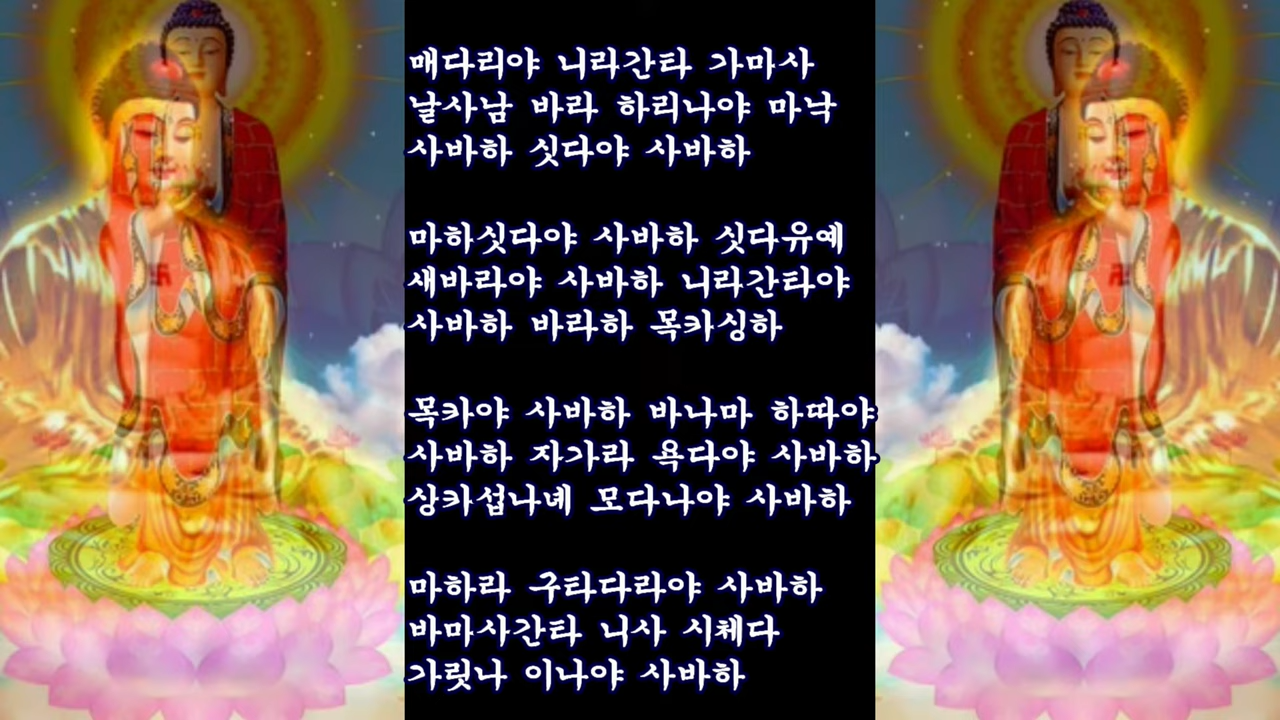 매다리야 니라간타 가마사
날사남 바라 하리나야 마낙
사바하 싯다야 사바하
마하싯다야 사바하 싯다유예
새바라야 사바하 니라간타야
사바하 바라하 목카싱하
목카야 사바하 바나마 하따야
사바하 자가라 욕다야 사바하
상카섭나녜 모다나야 사바하
마하라 구타다라야 사바하
바마사간타 니사 시체다
가릿나 이나야 사바하